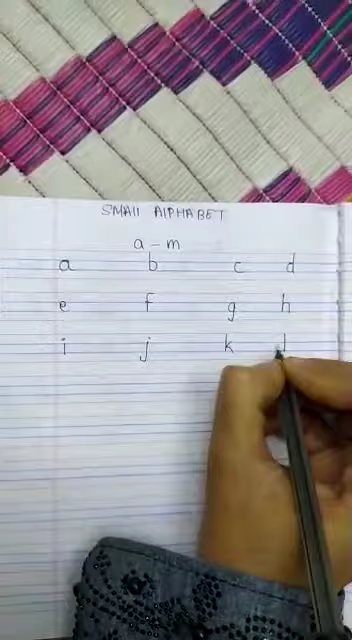 SMALL ALPHABET
a - m
a b c d
e f g h
i j k l